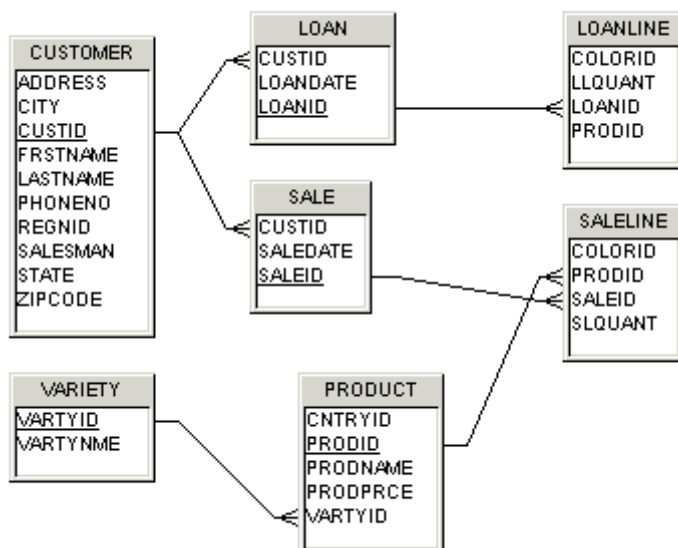 CUSTOMER
ADDRESS
CITY
CUSTID
FRSTNAME
LASTNAME
PHONENO
REGNID
SALESMAN
STATE
ZIPCODE
LOAN
CUSTID
LOANDATE
LOANID
LOANLINE
COLORID
LLQUANT
LOANID
PRODID
SALE
CUSTID
SALEDATE
SALEID
SALELINE
COLORID
PRODID
SALEID
SLQUANT
VARIETY
VARTYID
VARTYNME
PRODUCT
CNTRYID
PRODID
PRODNAME
PRODPRCE
VARTYID